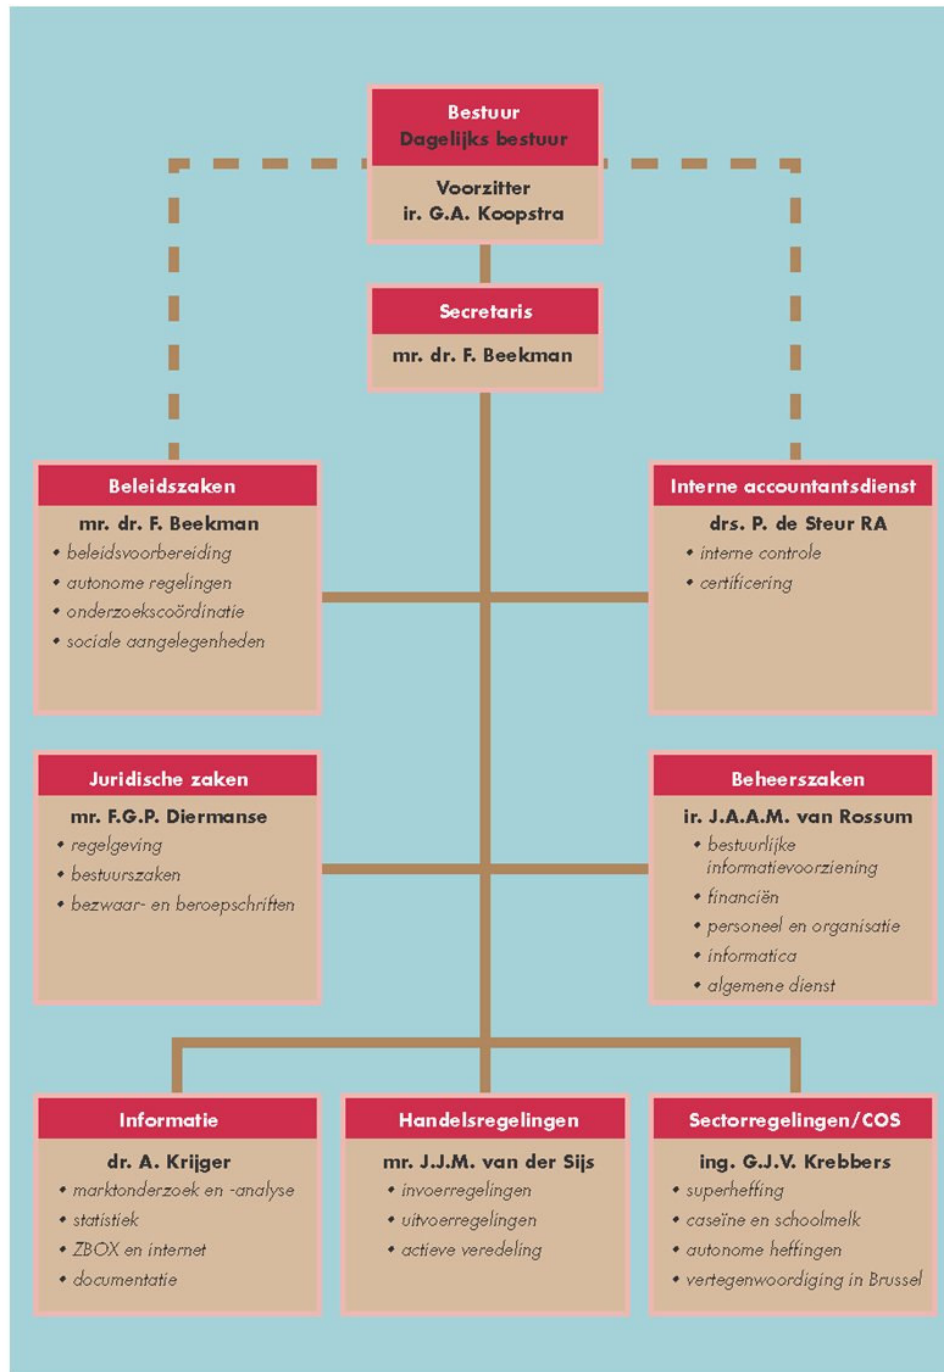 Bestuur
Dagelijks bestuur
Voorzitter
ir. G.A. Koopstra
Secretaris
mr. dr. F. Beekman
Beleidszaken
mr. dr. F. Beekman
• beleidsvoorbereiding
• autonome regelingen
• onderzoekscoördinatie
• sociale aangelegenheden
Interne accountantsdienst
drs. P. de Steur RA
• interne controle
• certificering
Juridische zaken
mr. F.G.P. Diermanse
• regelgeving
• bestuurszaken
• bezwaar- en beroepschriften
Beheerszaken
ir. J.A.A.M. van Rossum
• bestuurlijke
informatievoorziening
• financiën
• personeel en organisatie
• informatica
• algemene dienst
Informatie
dr. A. Krijger
• marktonderzoek en -analyse
• statistiek
• ZBOX en internet
• documentatie
Handelsregelingen
mr. J.J.M. van der Sijs
• invoerregelingen
• uitvoerregelingen
• actieve veredeling
Sectorregelingen/COS
ing. G.J.V. Krebbers
• superheffing
• caseïne en schoolmelk
• autonome heffingen
• vertegenwoordiging in Brussel